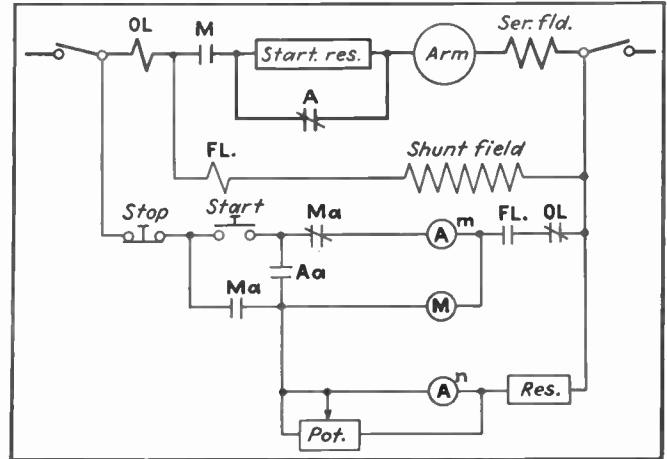 OL
M
Start. res.
Arm
Ser. fld.
A
FL.
Shunt field
Stop
Start
Ma
A m
FL.
OL
Aa
Ma
M
A n
Res.
Pot.